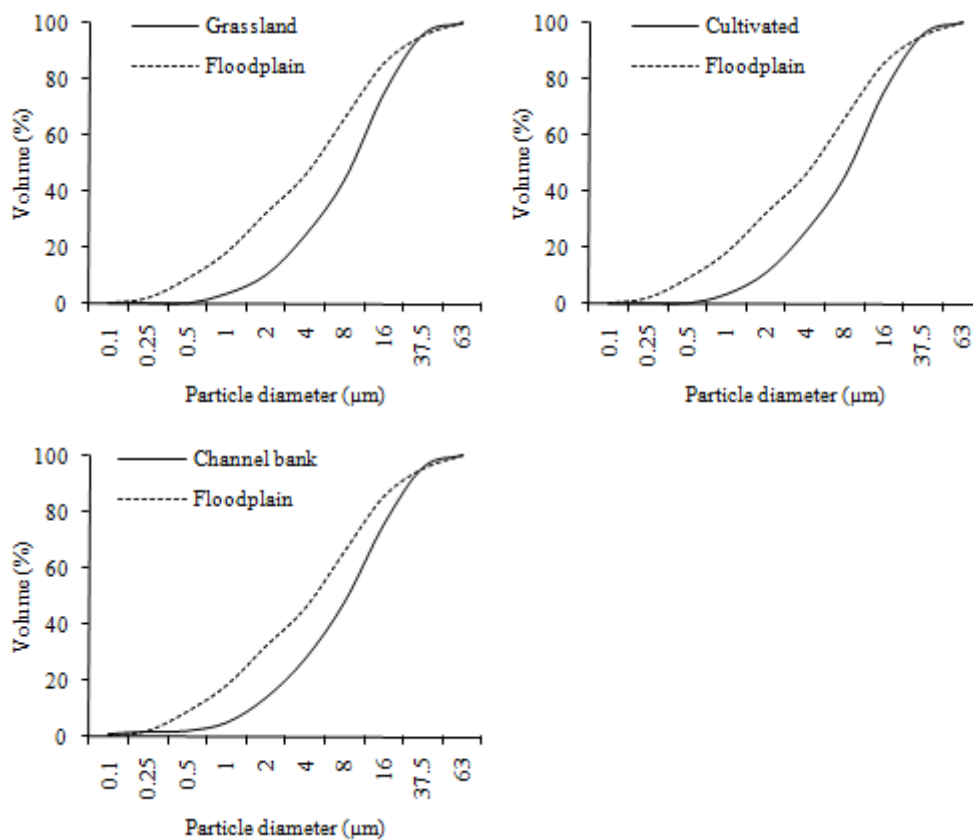 100
80
60
40
20
0
Volume (%)
Grassland
Floodplain
0.1 0.25 0.5 1 2 4 8 16 37.5 63
Particle diameter (µm)
100
80
60
40
20
0
Volume (%)
Cultivated
Floodplain
0.1 0.25 0.5 1 2 4 8 16 37.5 63
Particle diameter (µm)
100
80
60
40
20
0
Volume (%)
Channel bank
Floodplain
0.1 0.25 0.5 1 2 4 8 16 37.5 63
Particle diameter (µm)